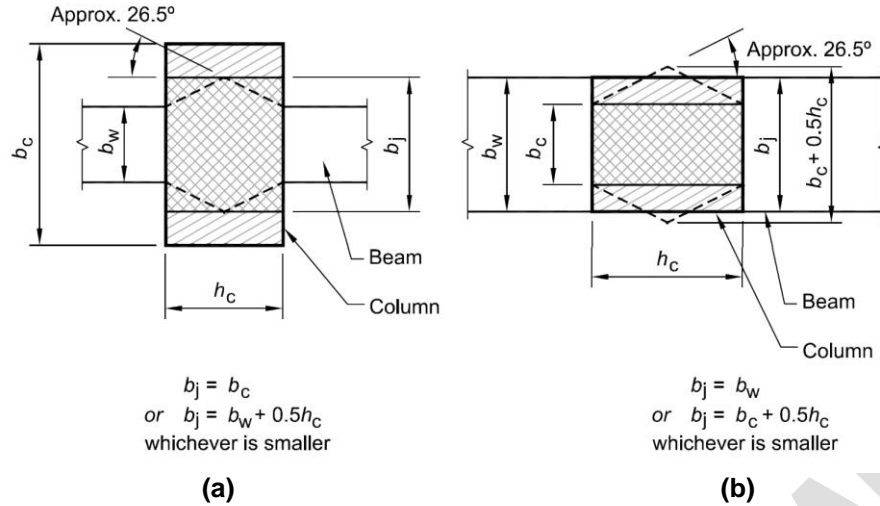 Approx. 26.5º
b_c
b_w
b_j
h_c
Beam
Column
b_j = b_c
or b_j = b_w + 0.5h_c
whichever is smaller
(a)
Approx. 26.5º
b_w
b_c
b_j
b_c + 0.5h_c
h_c
Beam
Column
b_j = b_w
or b_j = b_c + 0.5h_c
whichever is smaller
(b)